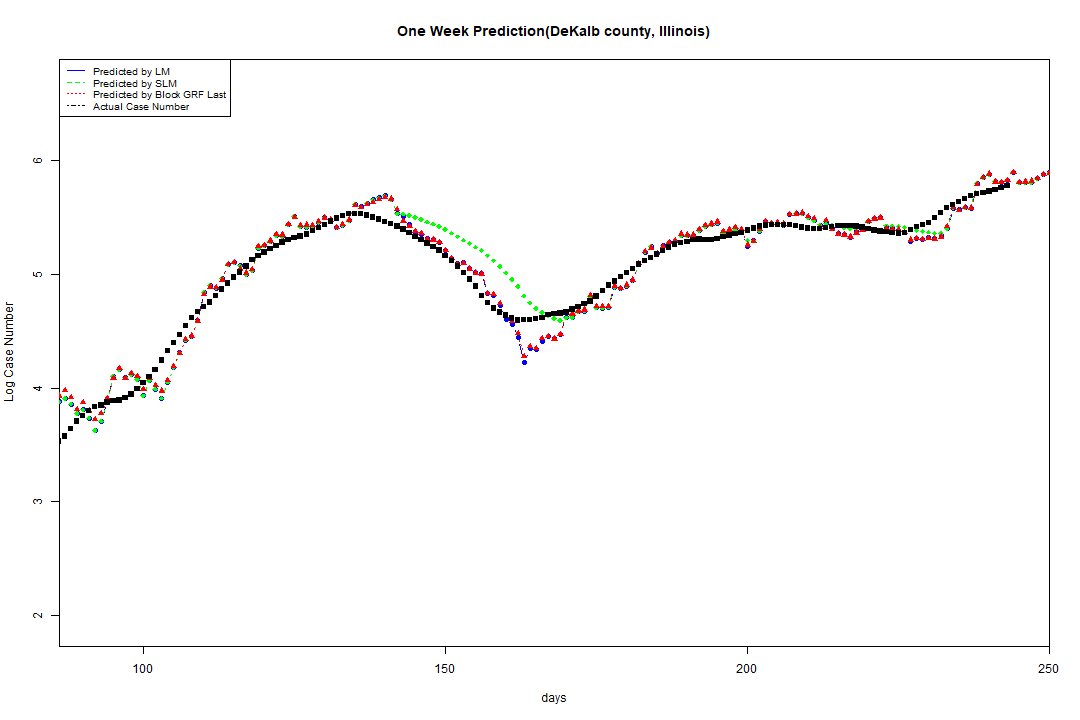 One Week Prediction(DeKalb county, Illinois)
Predicted by LM
Predicted by SLM
Predicted by Block GRF Last
Actual Case Number
6
5
4
3
2
Log Case Number
100 150 200 250
days